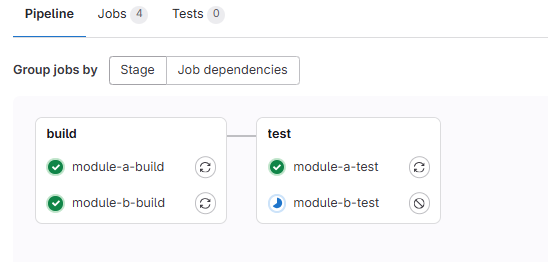 Pipeline Jobs 4 Tests 0
Group jobs by Stage Job dependencies
build
module-a-build
module-b-build
test
module-a-test
module-b-test